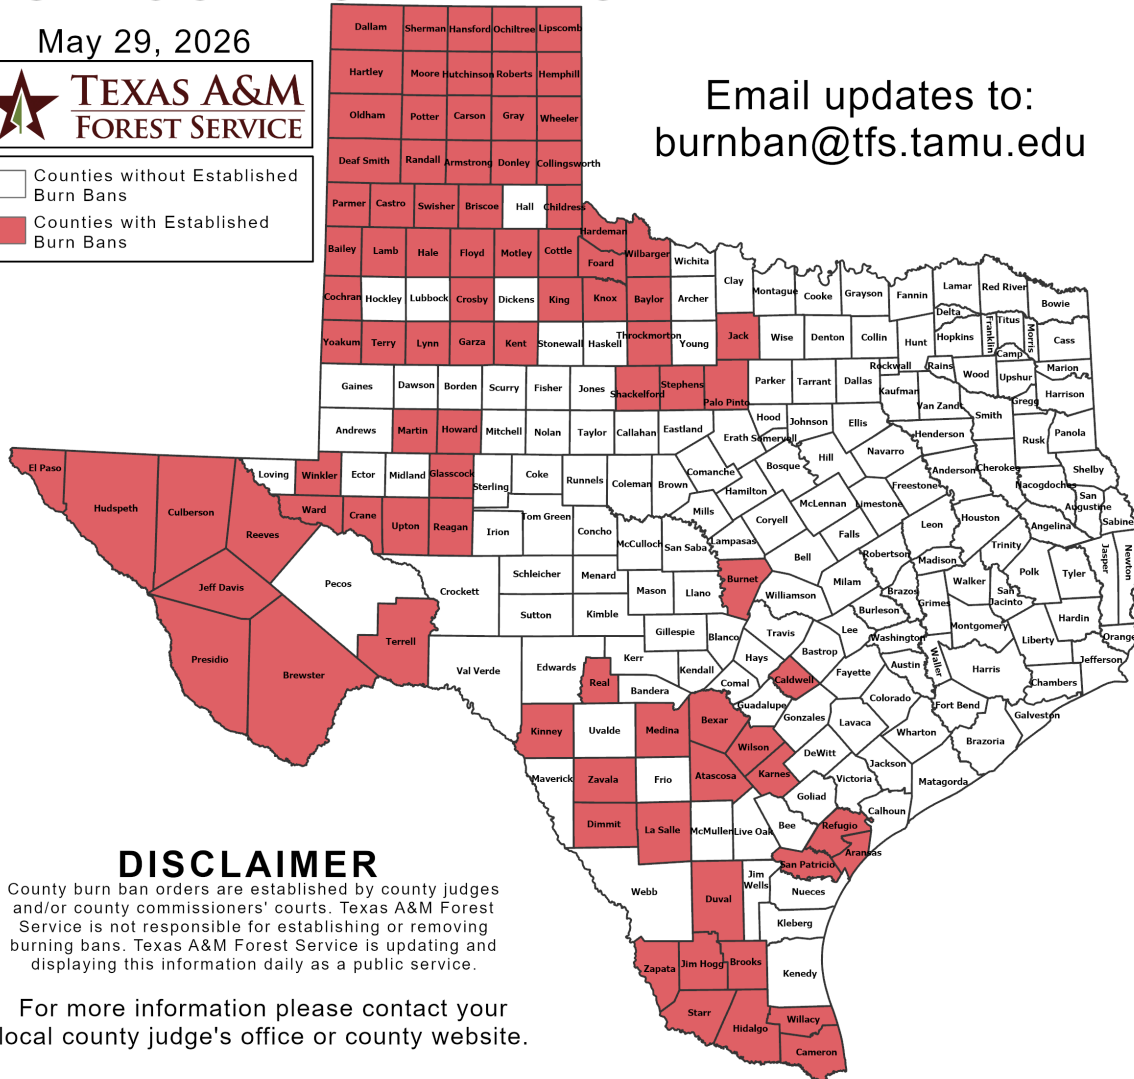 May 29, 2026
TEXAS A&M
FOREST SERVICE
Counties without Established
Burn Bans
Counties with Established
Burn Bans
Email updates to:
burnban@tfs.tamu.edu
Dallam Sherman Hansford Ochiltree Lipscomb
Hartley Moore Hutchinson Roberts Hemphill
Oldham Potter Carson Gray Wheeler
Deaf Smith Randall Armstrong Donley Collingsworth
Parmer Castro Swisher Briscoe Hall Childress
Hardeman
Bailey Lamb Hale Floyd Motley Cottle Foard Wilbarger Wichita
Cochran Hockley Lubbock Crosby Dickens King Knox Baylor Archer Clay Montague Cooke Grayson Fannin Lamar Red River Bowie
Delta Titus
Yoakum Terry Lynn Garza Kent Stonewall Haskell Throckmorton Young Jack Wise Denton Collin Hunt Hopkins Franklin Morris Cass
Camp
Rockwall Rains Marion
Gaines Dawson Borden Scurry Fisher Jones Shackelford Stephens Palo Pinto Parker Tarrant Dallas Kaufman Wood Upshur Harrison
Van Zandt Gregg
Andrews Martin Howard Mitchell Nolan Taylor Callahan Eastland Erath Hood Somervell Johnson Ellis Henderson Smith Rusk Panola
El Paso Loving Winkler Ector Midland Glasscock Sterling Coke Runnels Coleman Brown Comanche Bosque Hill Navarro Anderson Cherokee Shelby
Hamilton Freestone Nacogdoches
San
Augustine
Hudspeth Culberson Reeves Ward Crane Upton Reagan Irion Tom Green Concho Mills Coryell McLennan Limestone Leon Houston Angelina Sabine
McCulloch San Saba Lampasas Bell Falls Robertson Madison Trinity Jasper Newton
Jeff Davis Pecos Crockett Schleicher Menard Mason Llano Burnet Williamson Milam Brazos Walker Polk Tyler
San
Jacinto
Sutton Kimble Burleson Grimes Montgomery Hardin
Presidio Brewster Terrell Val Verde Edwards Gillespie Blanco Travis Lee Washington Liberty Orange
Kerr Kendall Hays Bastrop Austin Waller Harris Jefferson
Real Bandera Comal Caldwell Fayette Chambers
Guadalupe Colorado Fort Bend Galveston
Kinney Uvalde Medina Bexar Gonzales Lavaca Wharton Brazoria
Wilson DeWitt Jackson
Maverick Zavala Frio Atascosa Karnes Victoria Matagorda
Goliad Calhoun
Dimmit La Salle McMullen Live Oak Bee Refugio
Aransas
San Patricio
Webb Duval Jim
Wells Nueces
Kleberg
Zapata Jim Hogg Brooks Kenedy
Starr Hidalgo Willacy
Cameron
DISCLAIMER
County burn ban orders are established by county judges
and/or county commissioners' courts. Texas A&M Forest
Service is not responsible for establishing or removing
burning bans. Texas A&M Forest Service is updating and
displaying this information daily as a public service.
For more information please contact your
local county judge's office or county website.